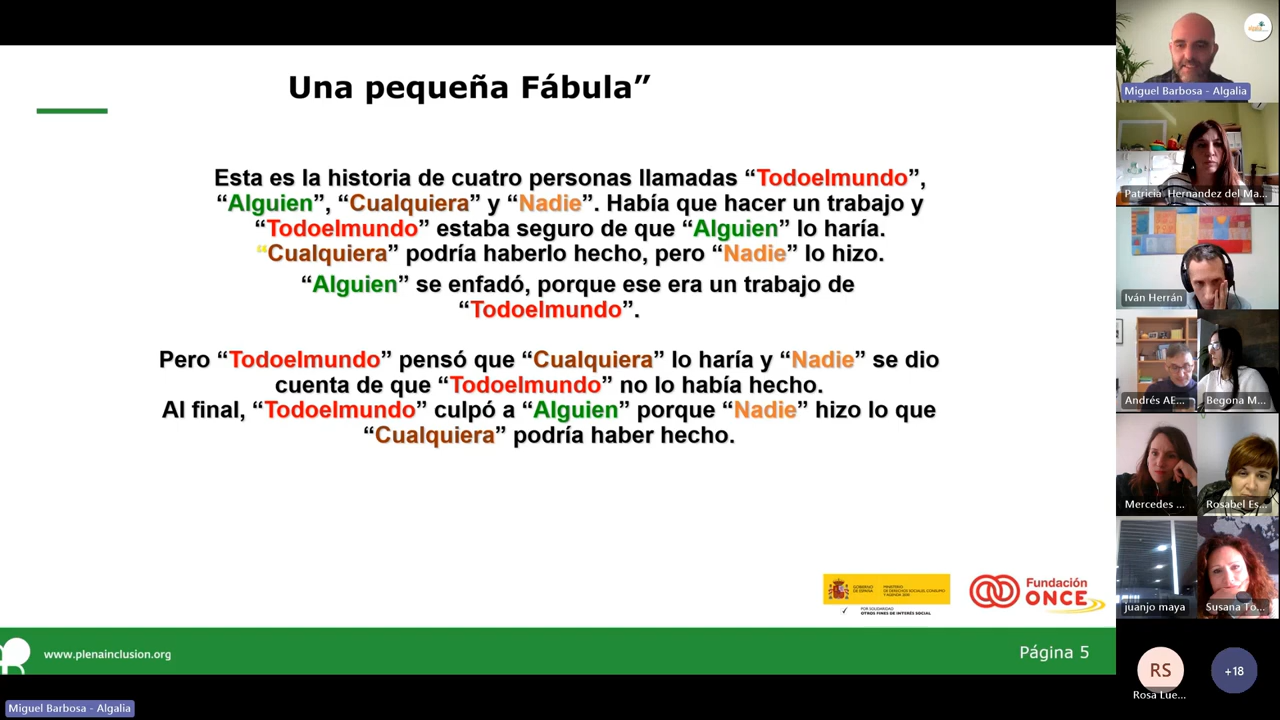 Una pequeña Fábula”
Esta es la historia de cuatro personas llamadas “Todoelmundo”,
“Alguien”, “Cualquiera” y “Nadie”. Había que hacer un trabajo y
“Todoelmundo” estaba seguro de que “Alguien” lo haría.
“Cualquiera” podría haberlo hecho, pero “Nadie” lo hizo.
“Alguien” se enfadó, porque ese era un trabajo de
“Todoelmundo”.
Pero “Todoelmundo” pensó que “Cualquiera” lo haría y “Nadie” se dio
cuenta de que “Todoelmundo” no lo había hecho.
Al final, “Todoelmundo” culpó a “Alguien” porque “Nadie” hizo lo que
“Cualquiera” podría haber hecho.
GOBIERNO
DE ESPAÑA
MINISTERIO
DE DERECHOS SOCIALES, CONSUMO
Y AGENDA 2030
POR SOLIDARIDAD
OTROS FINES DE INTERÉS SOCIAL
Fundación
ONCE
www.plenainclusion.org
Página 5
Miguel Barbosa - Algalia
Miguel Barbosa - Algalia
Patricia Hernandez del Ma...
Iván Herrán
Andrés AE...
Begona M...
Mercedes ...
Rosabel Es...
juanjo maya
Susana To...
RS
Rosa Lue...
+18